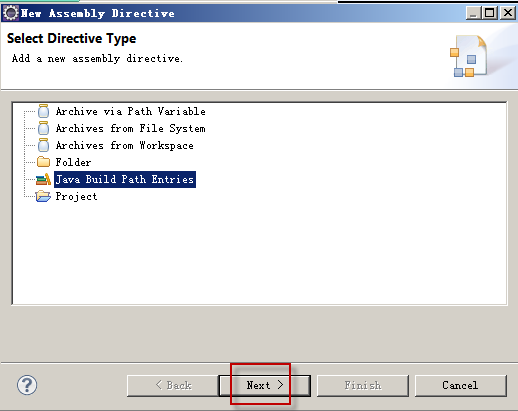 New Assembly Directive
Select Directive Type
Add a new assembly directive.
Archive via Path Variable
Archives from File System
Archives from Workspace
Folder
Java Build Path Entries
Project
?
< Back
Next >
Finish
Cancel